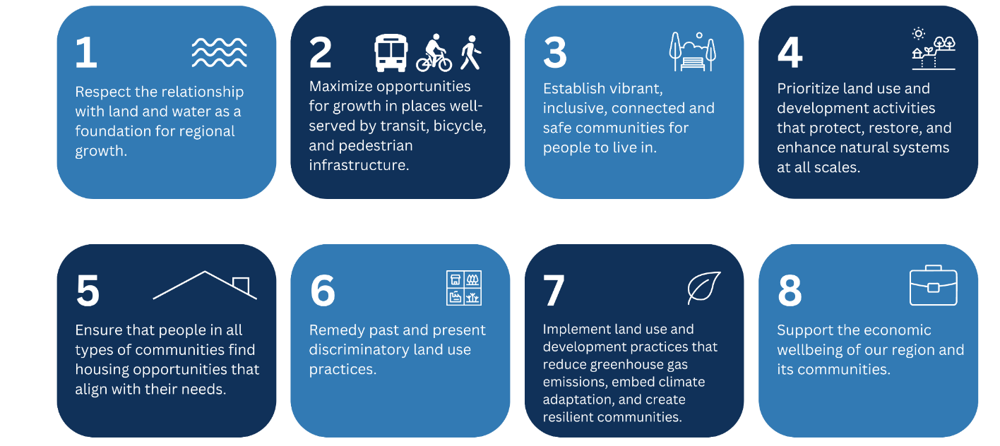 1
Respect the relationship
with land and water as a
foundation for regional
growth.
2
Maximize opportunities
for growth in places well-
served by transit, bicycle,
and pedestrian
infrastructure.
3
Establish vibrant,
inclusive, connected and
safe communities for
people to live in.
4
Prioritize land use and
development activities
that protect, restore, and
enhance natural systems
at all scales.
5
Ensure that people in all
types of communities find
housing opportunities that
align with their needs.
6
Remedy past and present
discriminatory land use
practices.
7
Implement land use and
development practices that
reduce greenhouse gas
emissions, embed climate
adaptation, and create
resilient communities.
8
Support the economic
wellbeing of our region and
its communities.